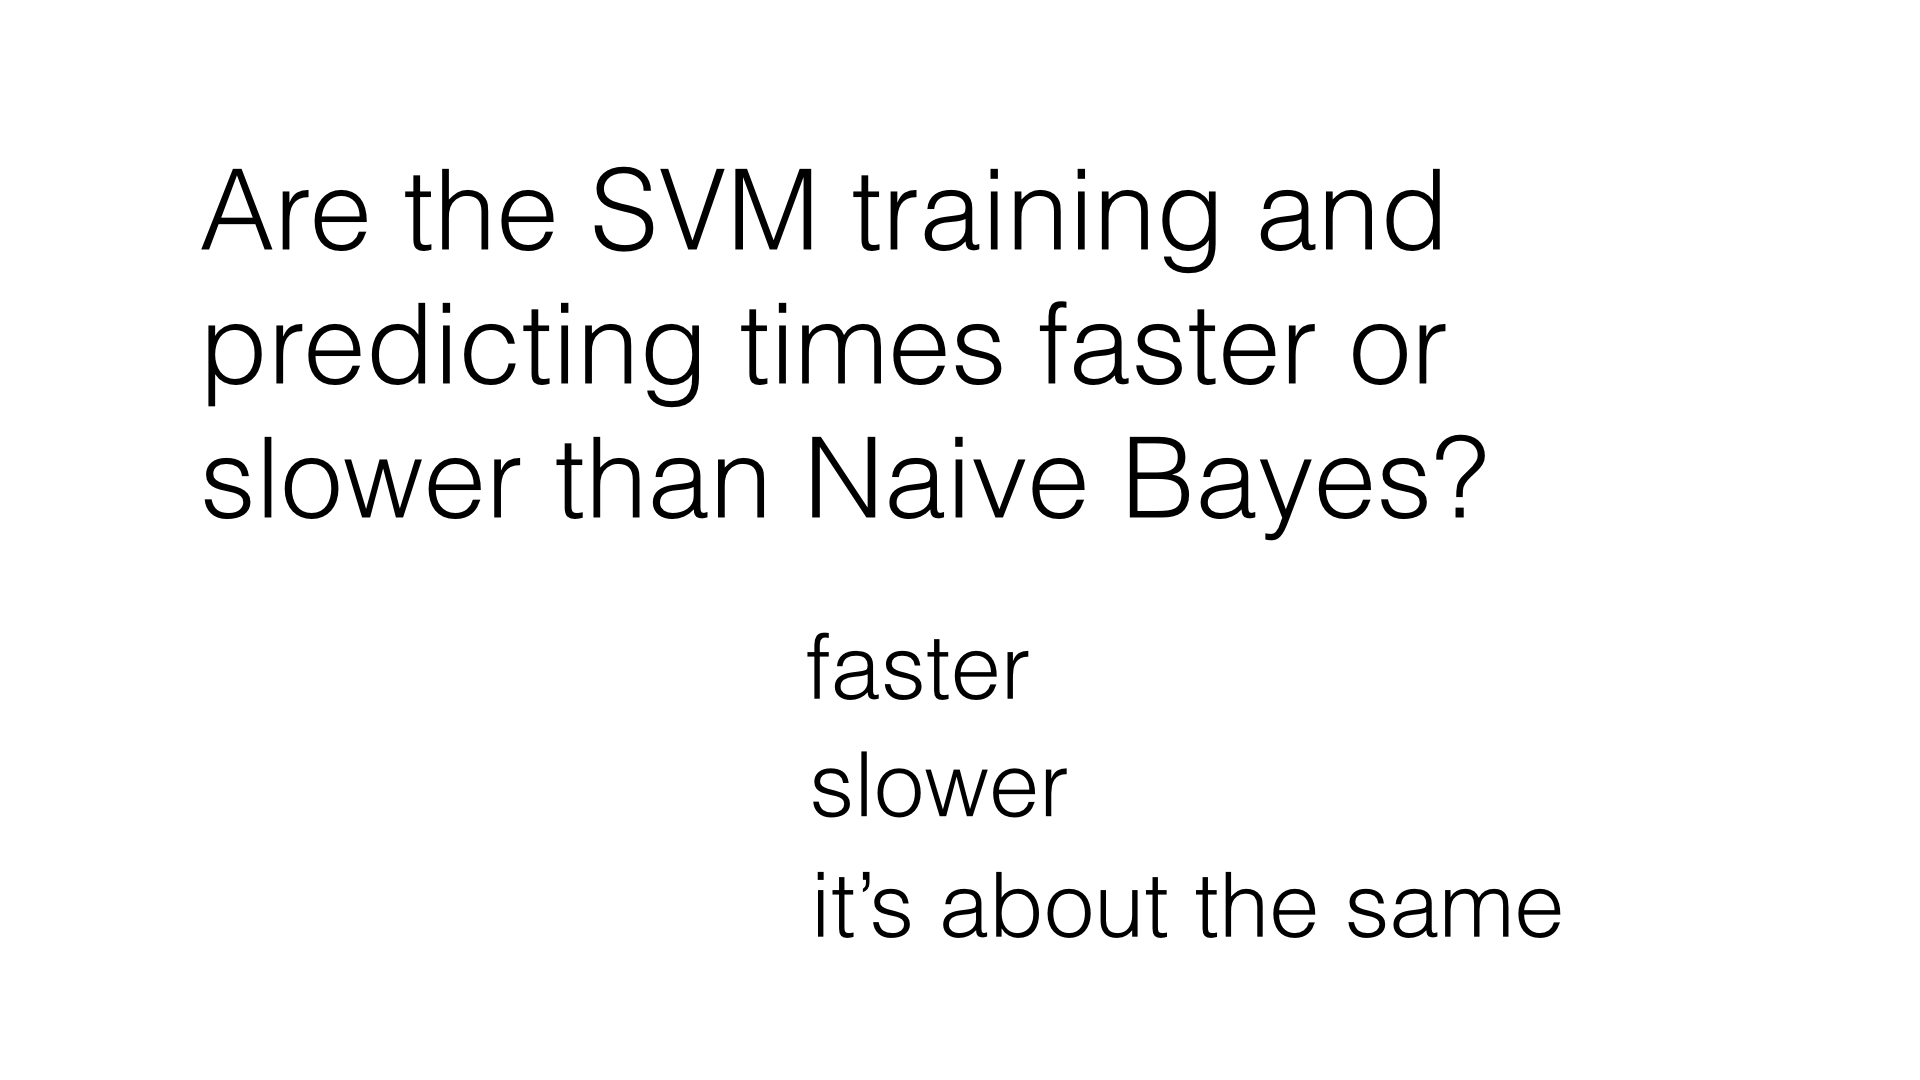 Are the SVM training and
predicting times faster or
slower than Naive Bayes?
faster
slower
it’s about the same